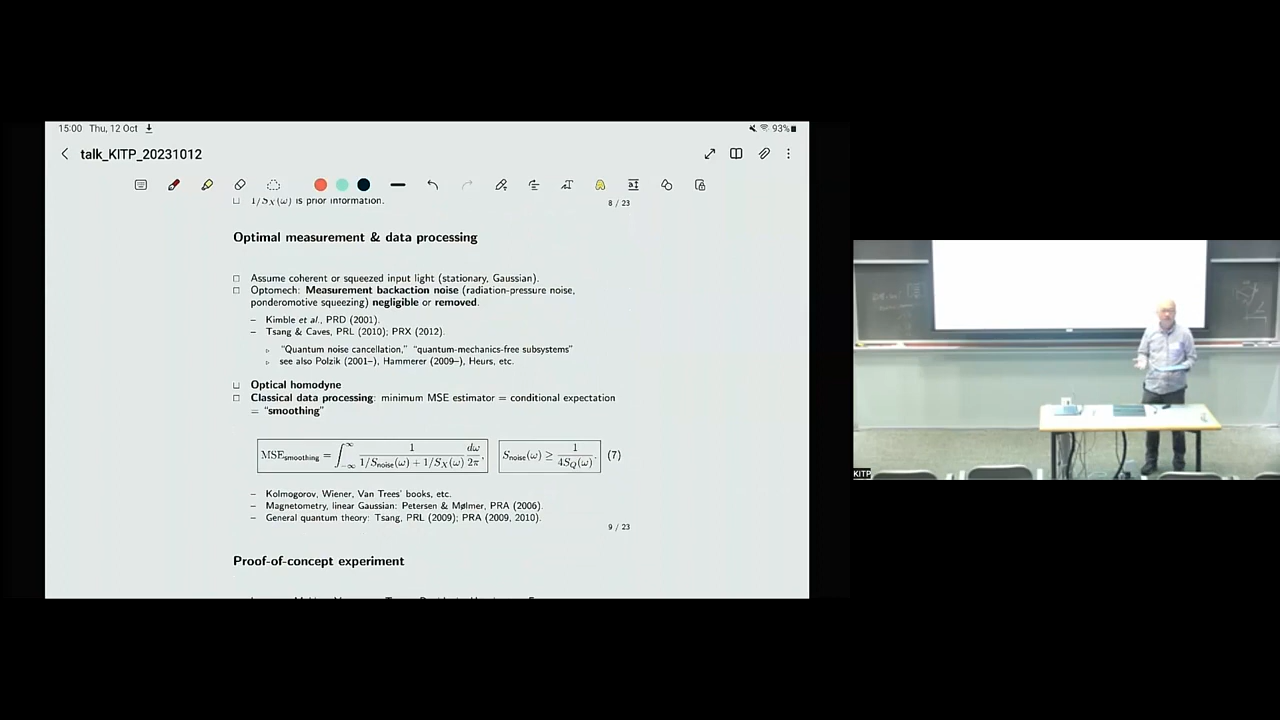 15:00 Thu, 12 Oct
93%
talk_KITP_20231012
1/S_X(ω) is prior information.
8 / 23
Optimal measurement & data processing
□ Assume coherent or squeezed input light (stationary, Gaussian).
□ Optomech: Measurement backaction noise (radiation-pressure noise,
ponderomotive squeezing) negligible or removed.
– Kimble et al., PRD (2001).
– Tsang & Caves, PRL (2010); PRX (2012).
▹ "Quantum noise cancellation," "quantum-mechanics-free subsystems"
▹ see also Polzik (2001–), Hammerer (2009–), Heurs, etc.
□ Optical homodyne
□ Classical data processing: minimum MSE estimator = conditional expectation
= "smoothing"
MSE_smoothing = ∫_{-∞}^{∞} 1/(1/S_noise(ω) + 1/S_X(ω)) dω/2π, S_noise(ω) ≥ 1/(4S_Q(ω)). (7)
– Kolmogorov, Wiener, Van Trees' books, etc.
– Magnetometry, linear Gaussian: Petersen & Mølmer, PRA (2006).
– General quantum theory: Tsang, PRL (2009); PRA (2009, 2010).
9 / 23
Proof-of-concept experiment
KITP